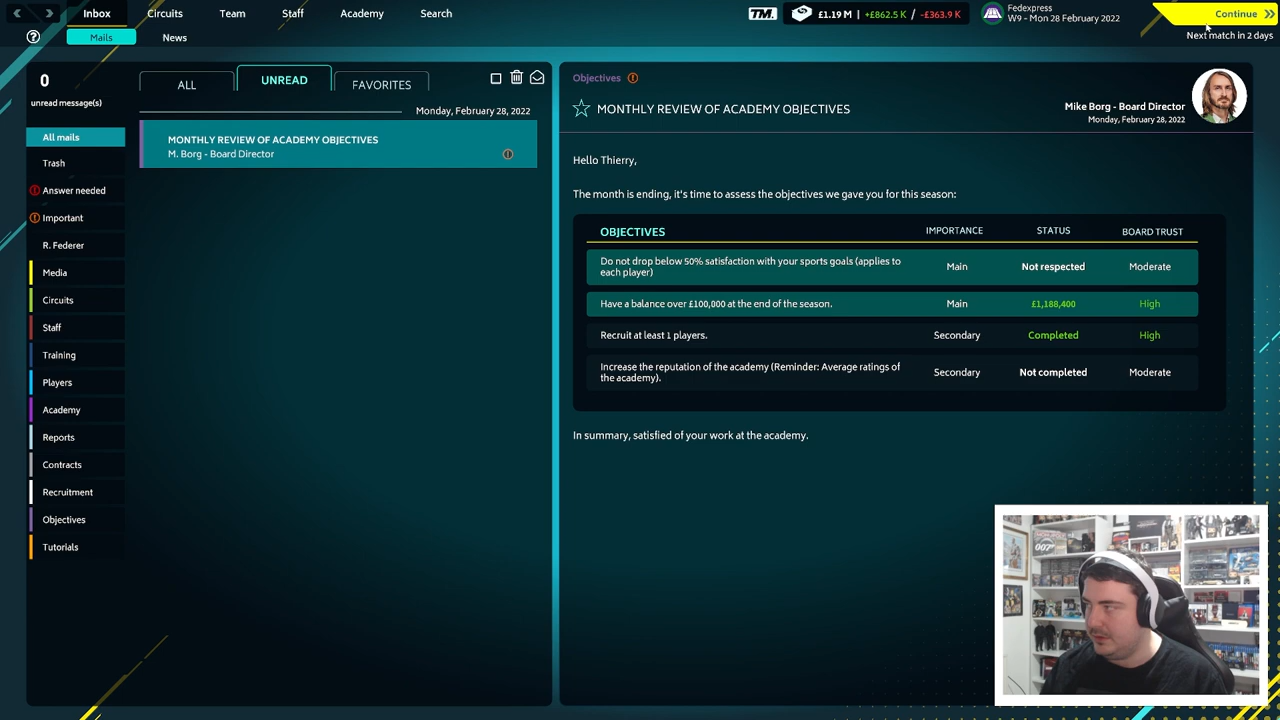 Inbox
Circuits
Team
Staff
Academy
Search
TM.
£1.19 M | +£862.5 K / -£363.9 K
Fedexpress
W9 - Mon 28 February 2022
Continue
Next match in 2 days
Mails
News
0
unread message(s)
All mails
Trash
Answer needed
Important
R. Federer
Media
Circuits
Staff
Training
Players
Academy
Reports
Contracts
Recruitment
Objectives
Tutorials
ALL
UNREAD
FAVORITES
Monday, February 28, 2022
MONTHLY REVIEW OF ACADEMY OBJECTIVES
M. Borg - Board Director
Objectives
MONTHLY REVIEW OF ACADEMY OBJECTIVES
Mike Borg - Board Director
Monday, February 28, 2022
Hello Thierry,
The month is ending, it's time to assess the objectives we gave you for this season:
OBJECTIVES IMPORTANCE STATUS BOARD TRUST
Do not drop below 50% satisfaction with your sports goals (applies to
each player) Main Not respected Moderate
Have a balance over £100,000 at the end of the season. Main £1,188,400 High
Recruit at least 1 players. Secondary Completed High
Increase the reputation of the academy (Reminder: Average ratings of
the academy). Secondary Not completed Moderate
In summary, satisfied of your work at the academy.
007